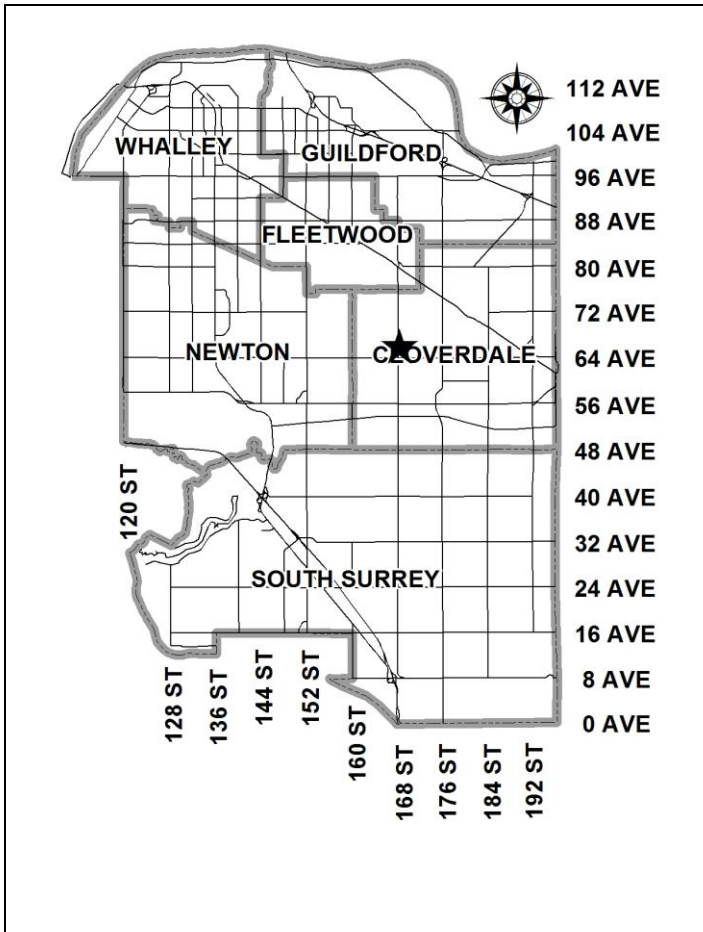 112 AVE
104 AVE
WHALLEY
GUILDFORD
96 AVE
88 AVE
FLEETWOOD
80 AVE
72 AVE
NEWTON
CLOVERDALE
64 AVE
56 AVE
48 AVE
120 ST
40 AVE
32 AVE
SOUTH SURREY
24 AVE
16 AVE
8 AVE
0 AVE
128 ST
136 ST
144 ST
152 ST
160 ST
168 ST
176 ST
184 ST
192 ST